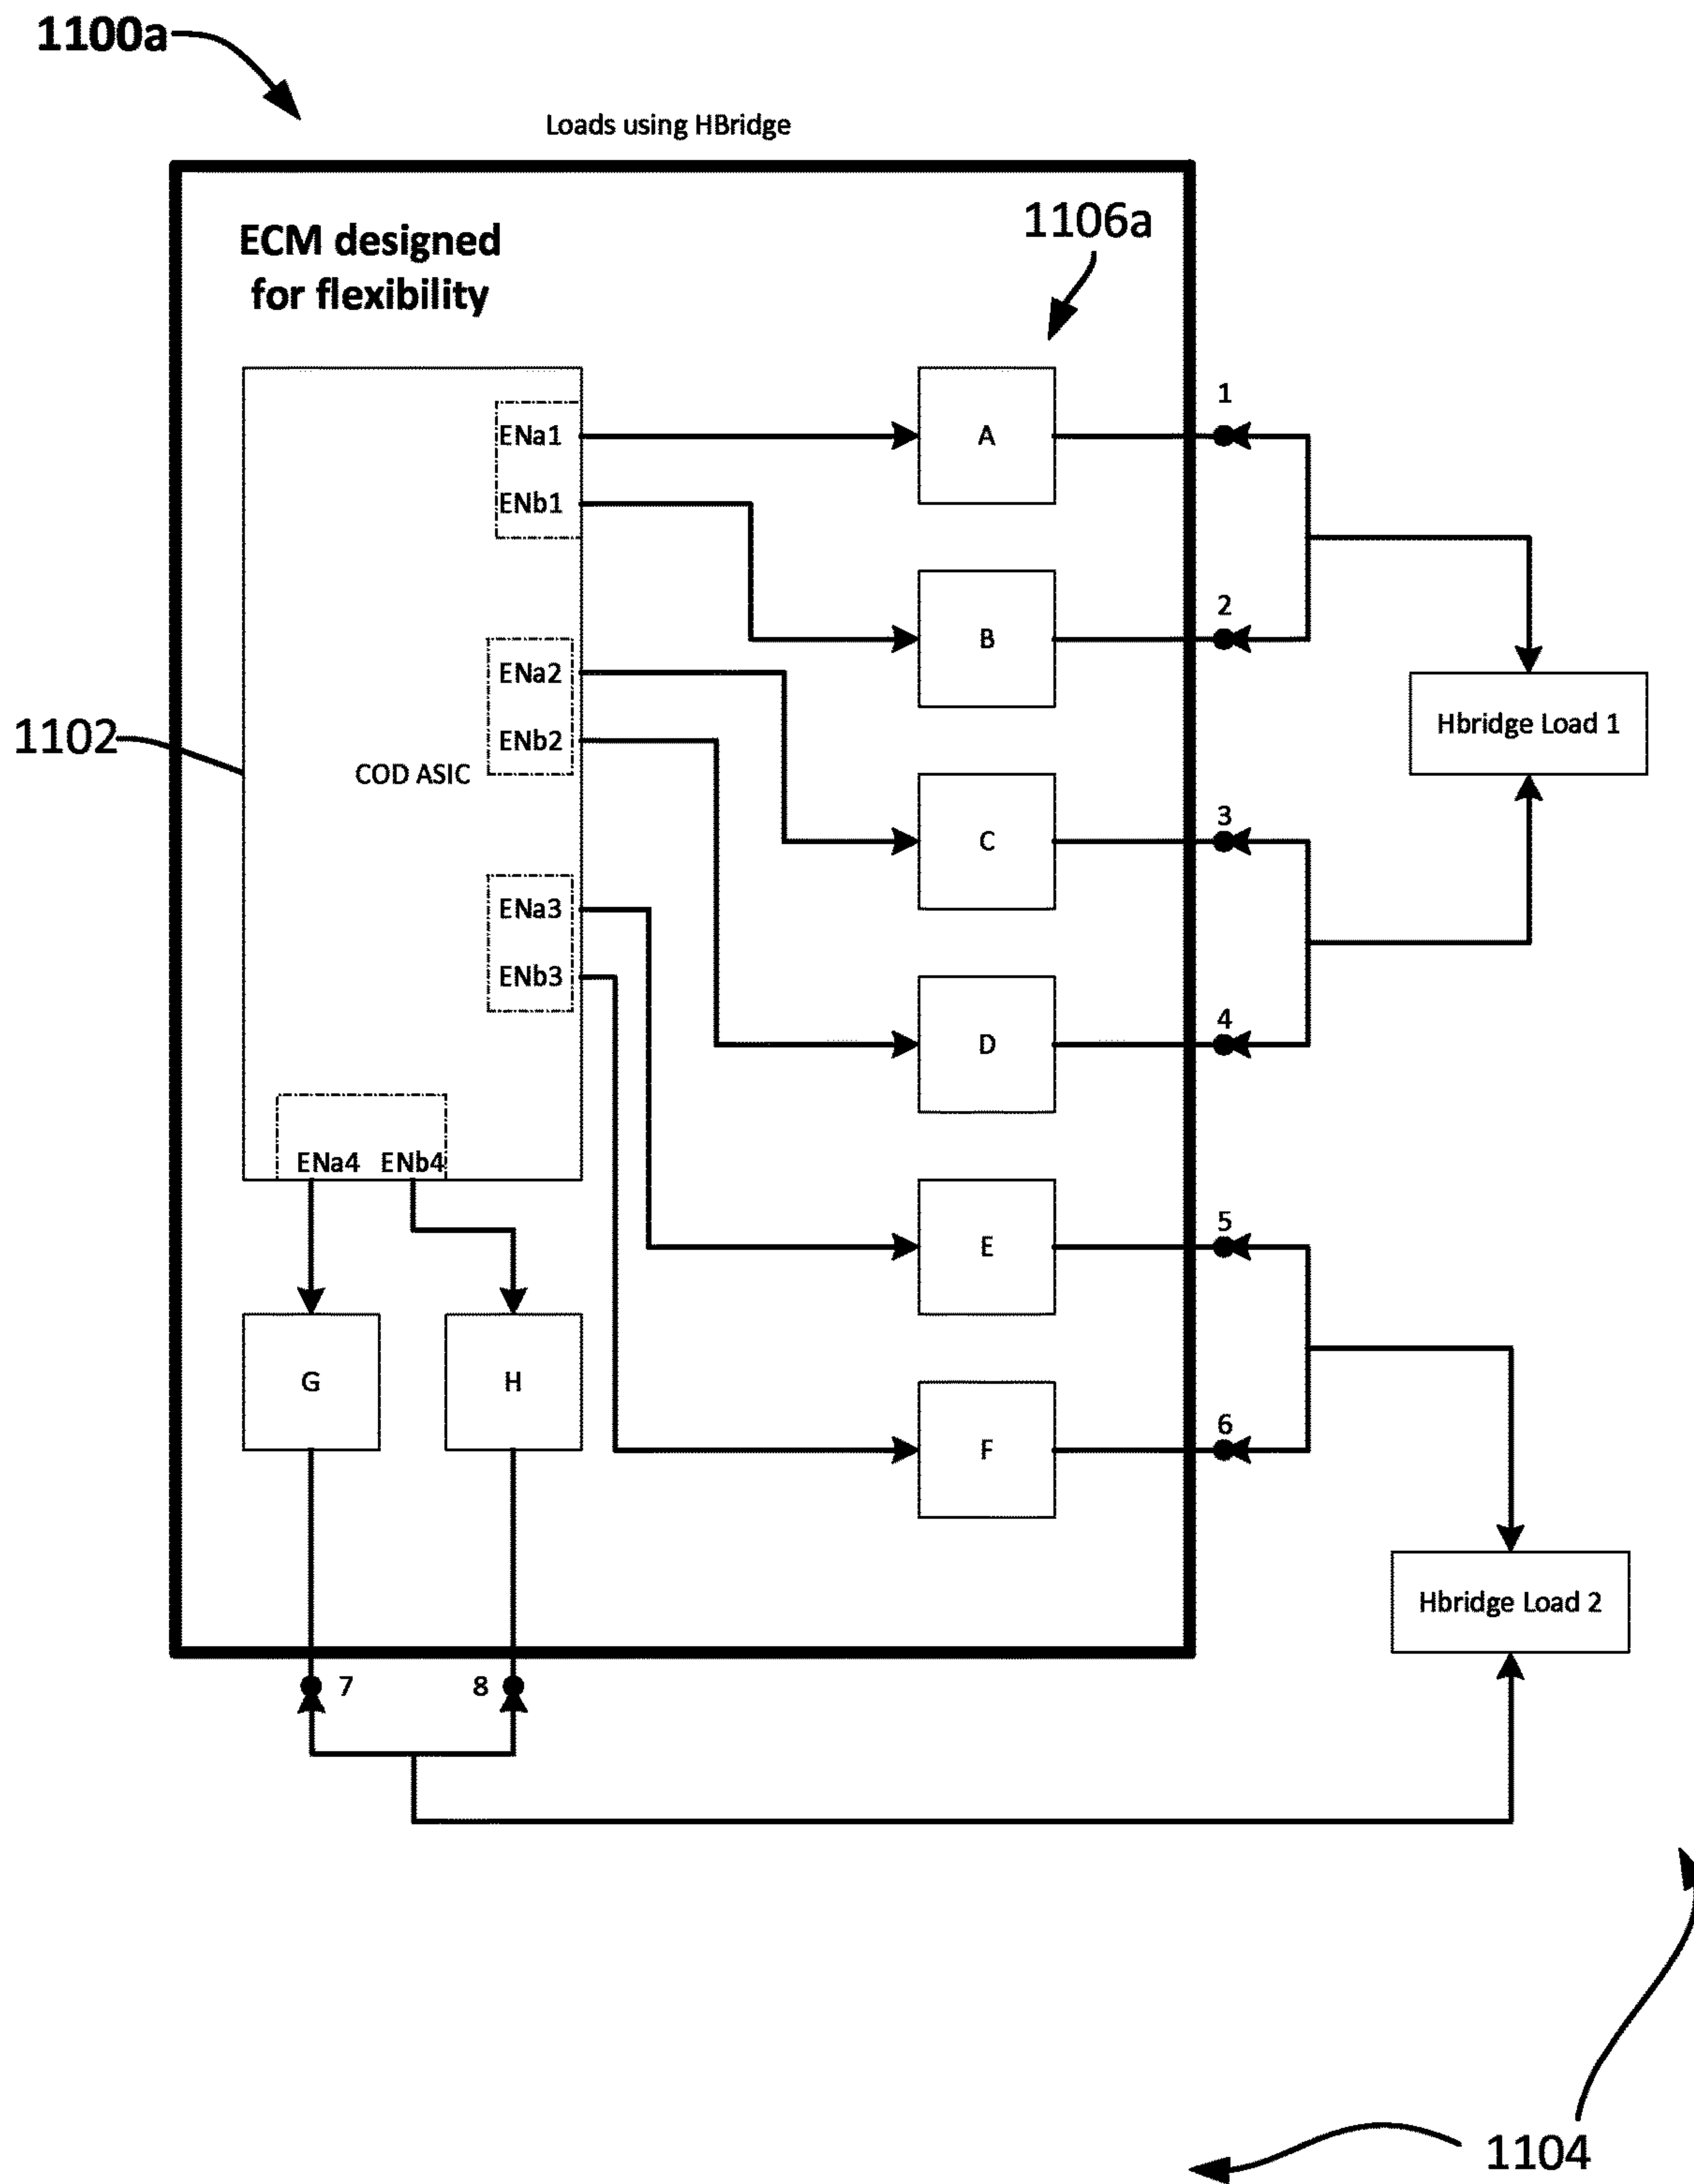 1100a
Loads using HBridge
ECM designed
for flexibility
1106a
1
ENa1
A
ENb1
2
B
ENa2
1102
ENb2
Hbridge Load 1
COD ASIC
3
C
ENa3
ENb3
4
D
ENa4 ENb4
5
E
G
H
6
F
Hbridge Load 2
7
8
1104